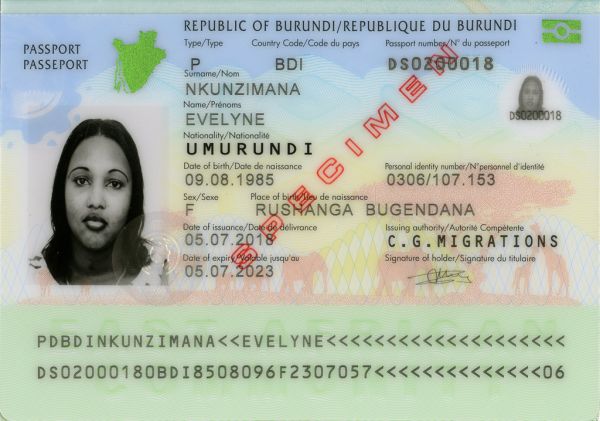 REPUBLIC OF BURUNDI/REPUBLIQUE DU BURUNDI
PASSPORT
PASSEPORT
Type/Type Country Code/Code du pays Passport number/N° du passeport
P BDI DS0200018
Surname/Nom
NKUNZIMANA
Name/Prénoms
EVELYNE
DS0200018
Nationality/Nationalité
UMURUNDI
Date of birth/Date de naissance Personal identity number/N°personnel d'identité
09.08.1985 0306/107.153
Sex/Sexe Place of birth/Lieu de naissance
F RUSHANGA BUGENDANA
Date of issuance/Date de délivrance Issuing authority/Autorité Compétente
05.07.2018 C.G.MIGRATIONS
Date of expiry/Valable jusqu'au Signature of holder/Signature du titulaire
05.07.2023
SPECIMEN
PDBDINKUNZIMANA<<EVELYNE<<<<<<<<<<<<<<<<<<<<
DS02000180BDI8508096F2307057<<<<<<<<<<<<<<06